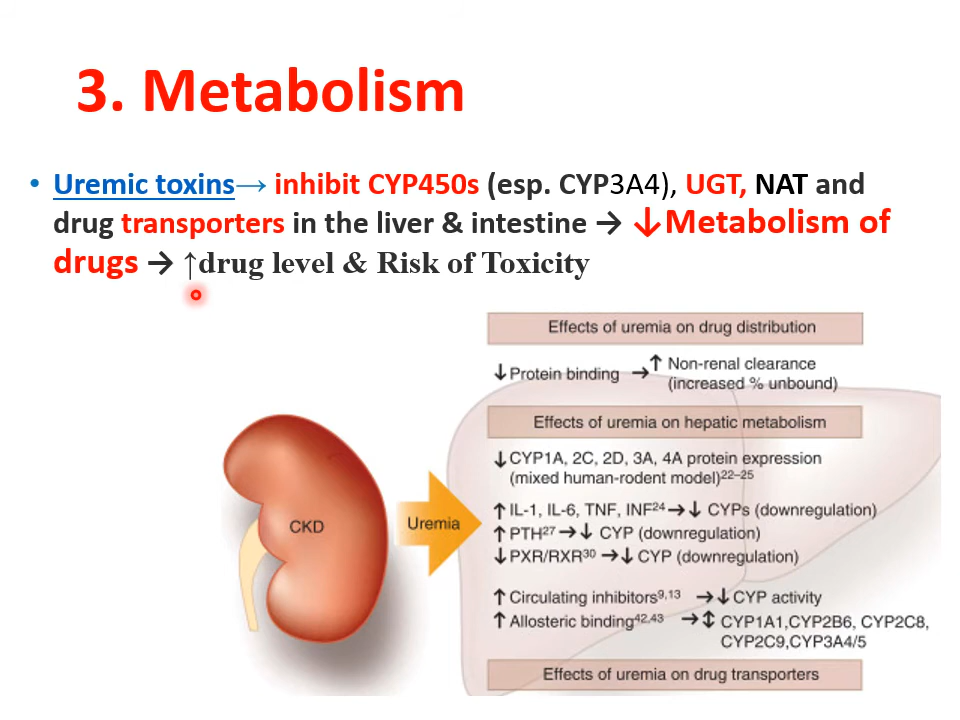 3. Metabolism
• Uremic toxins→ inhibit CYP450s (esp. CYP3A4), UGT, NAT and
drug transporters in the liver & intestine → ↓Metabolism of
drugs → ↑drug level & Risk of Toxicity
Effects of uremia on drug distribution
↓Protein binding → ↑ Non-renal clearance
(increased % unbound)
Effects of uremia on hepatic metabolism
↓CYP1A, 2C, 2D, 3A, 4A protein expression
(mixed human-rodent model)22–25
↑IL-1, IL-6, TNF, INF24→↓ CYPs (downregulation)
CKD
Uremia
↑PTH27→↓ CYP (downregulation)
↓PXR/RXR30 →↓ CYP (downregulation)
↑Circulating inhibitors9,13 →↓CYP activity
↑Allosteric binding42,43 →↕ CYP1A1,CYP2B6, CYP2C8,
CYP2C9,CYP3A4/5
Effects of uremia on drug transporters